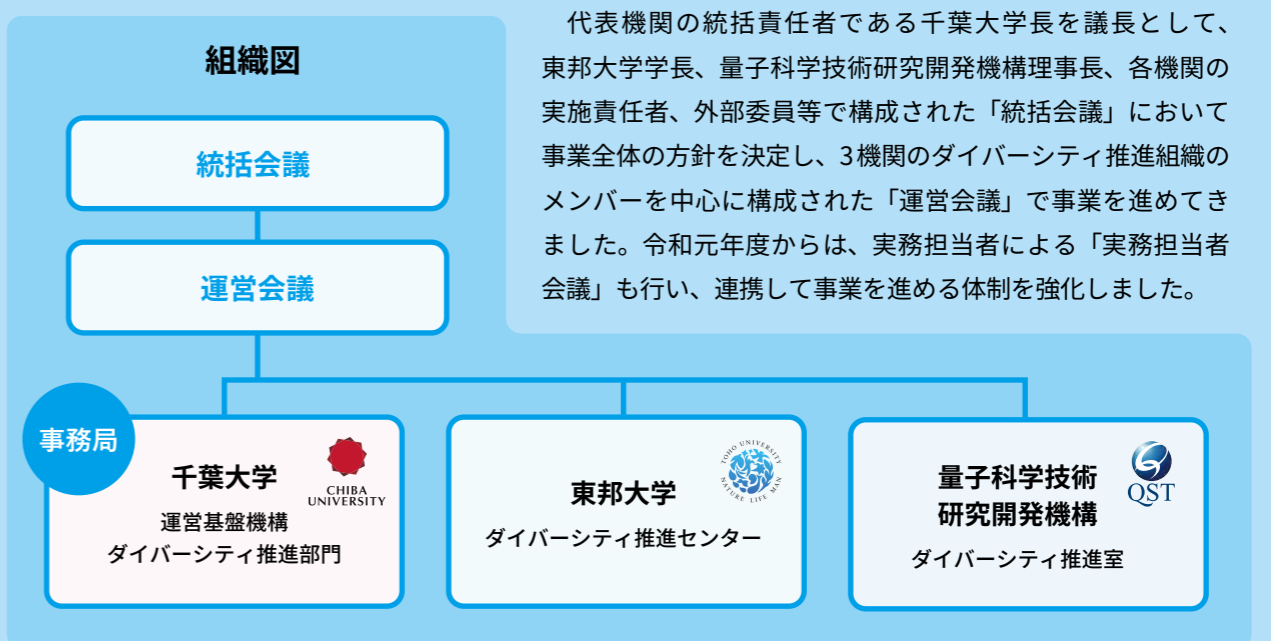 組織図
統括会議
運営会議
代表機関の統括責任者である千葉大学長を議長として、
東邦大学学長、量子科学技術研究開発機構理事長、各機関の
実施責任者、外部委員等で構成された「統括会議」において
事業全体の方針を決定し、3機関のダイバーシティ推進組織の
メンバーを中心に構成された「運営会議」で事業を進めてき
ました。令和元年度からは、実務担当者による「実務担当者
会議」も行い、連携して事業を進める体制を強化しました。
事務局
千葉大学
CHIBA
UNIVERSITY
運営基盤機構
ダイバーシティ推進部門
東邦大学
TOHO UNIVERSITY
NATURE LIFE MAN
ダイバーシティ推進センター
量子科学技術
研究開発機構
QST
ダイバーシティ推進室